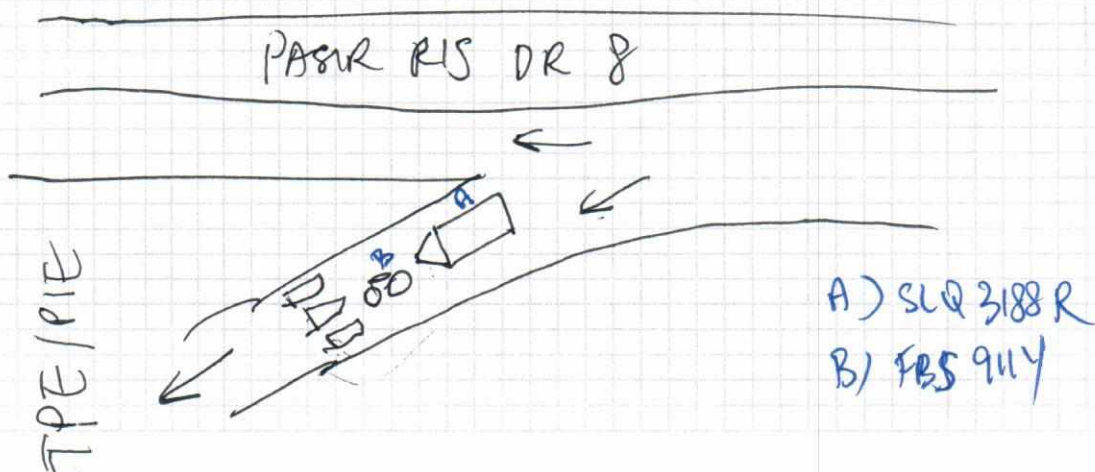 PASIR RIS DR 8
A
B
TPE/PIE
A) SLQ 3188 R
B) FBS 911Y